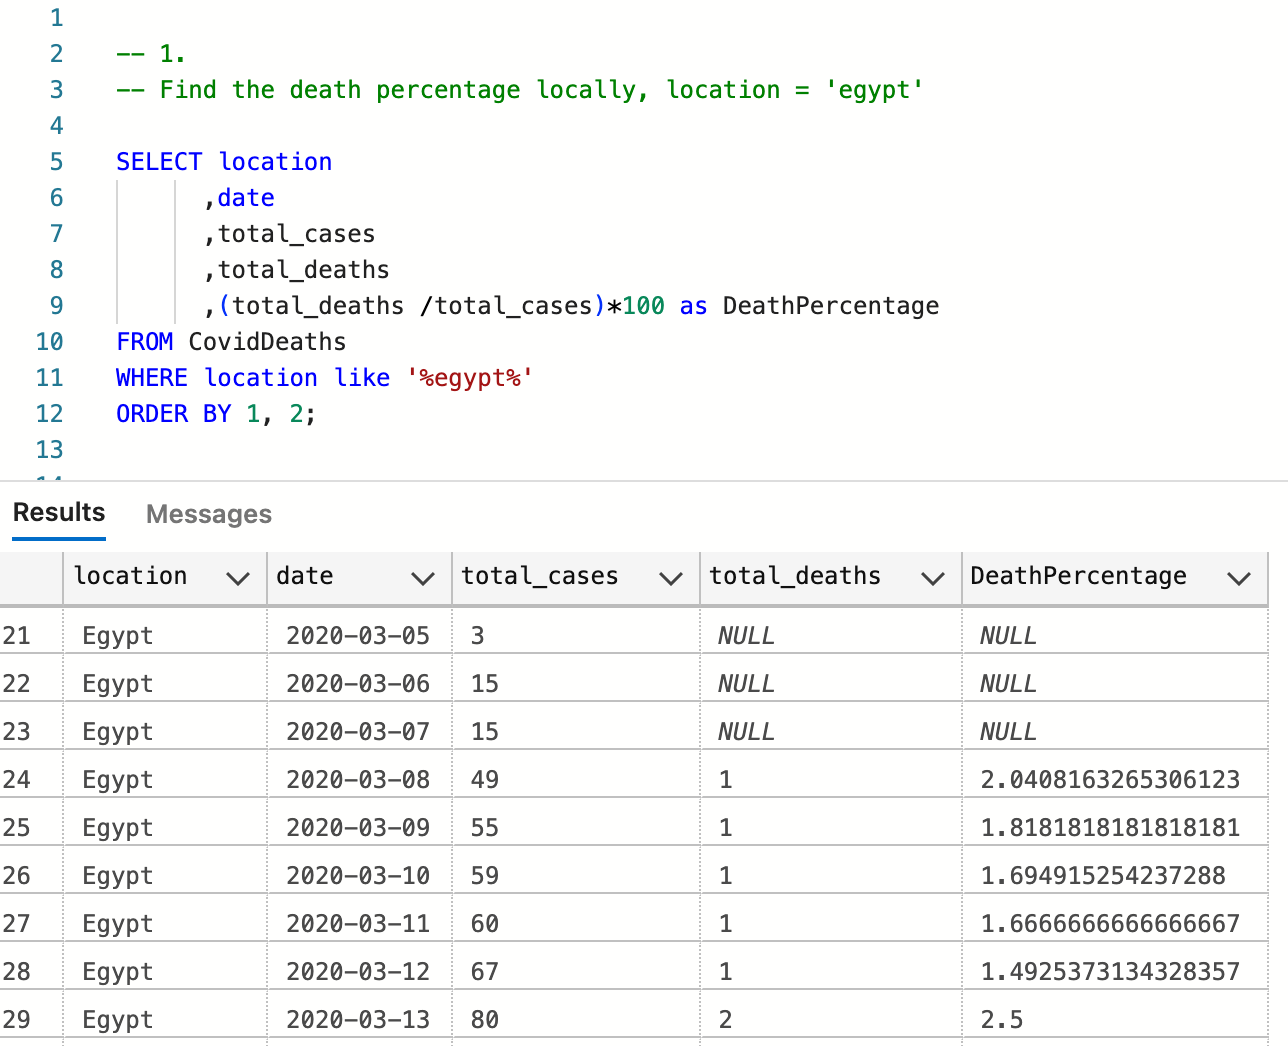 1
2 -- 1.
3 -- Find the death percentage locally, location = 'egypt'
4
5 SELECT location
6 ,date
7 ,total_cases
8 ,total_deaths
9 ,(total_deaths /total_cases)*100 as DeathPercentage
10 FROM CovidDeaths
11 WHERE location like '%egypt%'
12 ORDER BY 1, 2;
13
Results Messages
location date total_cases total_deaths DeathPercentage
21 Egypt 2020-03-05 3 NULL NULL
22 Egypt 2020-03-06 15 NULL NULL
23 Egypt 2020-03-07 15 NULL NULL
24 Egypt 2020-03-08 49 1 2.0408163265306123
25 Egypt 2020-03-09 55 1 1.8181818181818181
26 Egypt 2020-03-10 59 1 1.694915254237288
27 Egypt 2020-03-11 60 1 1.6666666666666667
28 Egypt 2020-03-12 67 1 1.4925373134328357
29 Egypt 2020-03-13 80 2 2.5